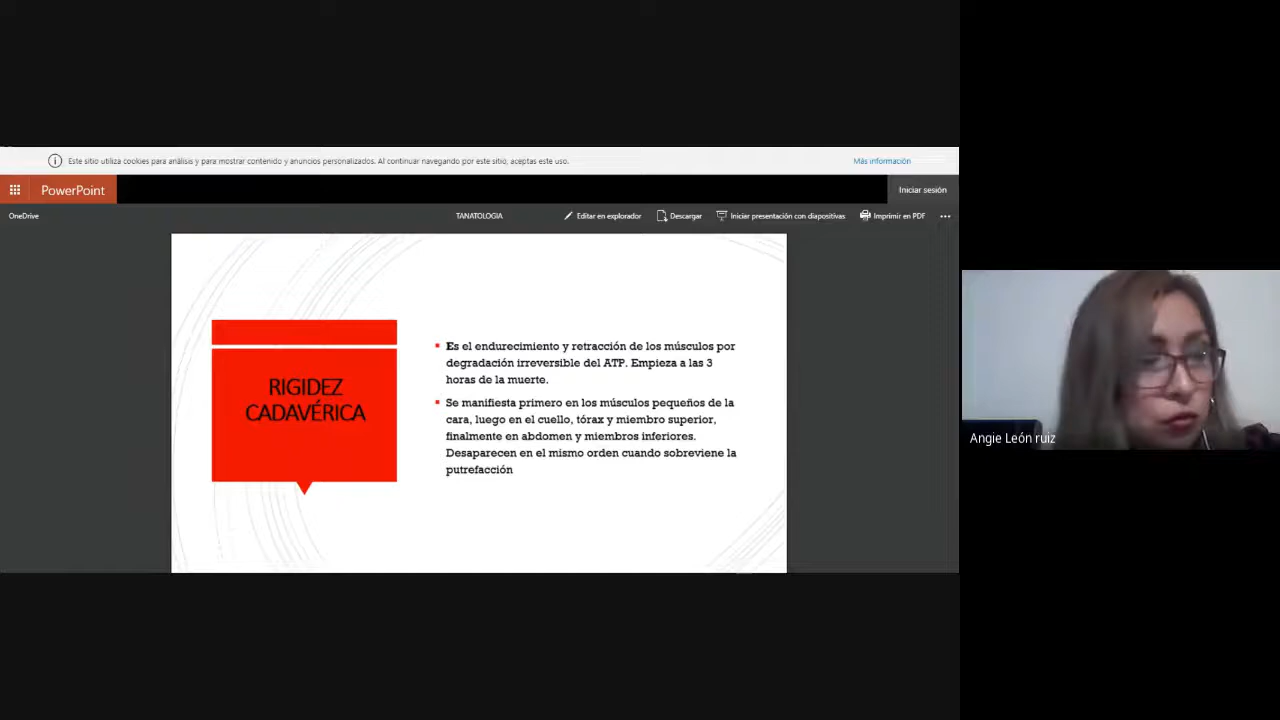 Este sitio utiliza cookies para análisis y para mostrar contenido y anuncios personalizados. Al continuar navegando por este sitio, aceptas este uso.
Más información
PowerPoint
Iniciar sesión
OneDrive
TANATOLOGIA
Editar en explorador
Descargar
Iniciar presentación con diapositivas
Imprimir en PDF
RIGIDEZ
CADAVÉRICA
Es el endurecimiento y retracción de los músculos por
degradación irreversible del ATP. Empieza a las 3
horas de la muerte.
Se manifiesta primero en los músculos pequeños de la
cara, luego en el cuello, tórax y miembro superior,
finalmente en abdomen y miembros inferiores.
Desaparecen en el mismo orden cuando sobreviene la
putrefacción
Angie León ruiz